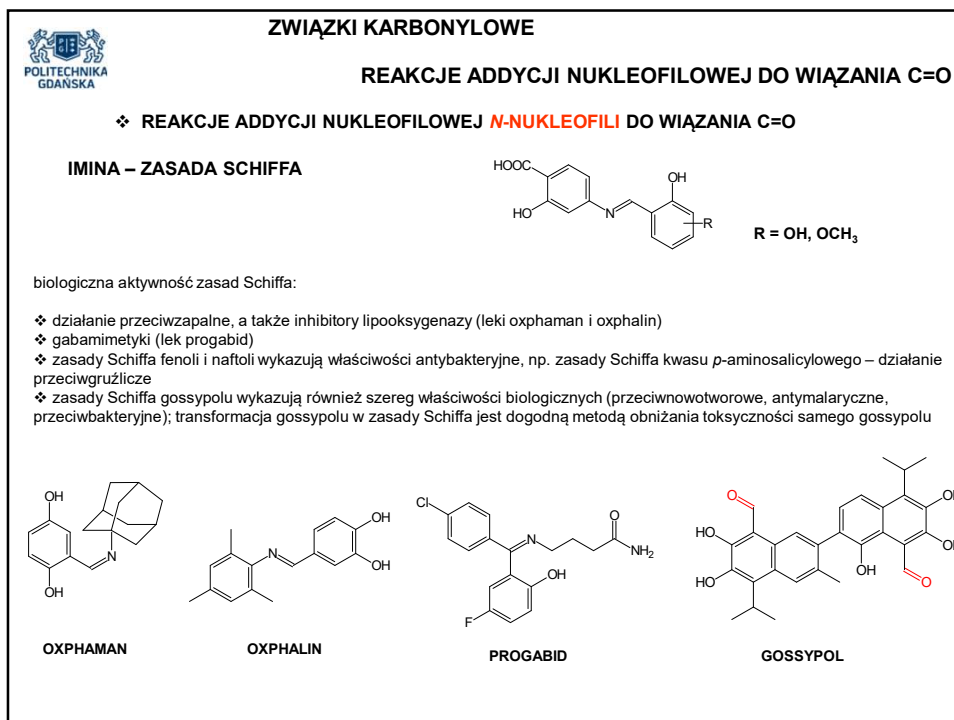 ZWIĄZKI KARBONYLOWE
POLITECHNIKA
GDAŃSKA
REAKCJE ADDYCJI NUKLEOFILOWEJ DO WIĄZANIA C=O
❖ REAKCJE ADDYCJI NUKLEOFILOWEJ N-NUKLEOFILI DO WIĄZANIA C=O
IMINA – ZASADA SCHIFFA
HOOC
OH
HO
N
R
R = OH, OCH₃
biologiczna aktywność zasad Schiffa:
❖ działanie przeciwzapalne, a także inhibitory lipooksygenazy (leki oxphaman i oxphalin)
❖ gabamimetyki (lek progabid)
❖ zasady Schiffa fenoli i naftoli wykazują właściwości antybakteryjne, np. zasady Schiffa kwasu p-aminosalicylowego – działanie
przeciwgruźlicze
❖ zasady Schiffa gossypolu wykazują również szereg właściwości biologicznych (przeciwnowotworowe, antymalaryczne,
przeciwbakteryjne); transformacja gossypolu w zasady Schiffa jest dogodną metodą obniżania toksyczności samego gossypolu
OH
N
OH
OXPHAMAN
N
OH
OH
OXPHALIN
Cl
O
N
NH₂
OH
F
PROGABID
O
HO
HO
OH
OH
OH
O
GOSSYPOL